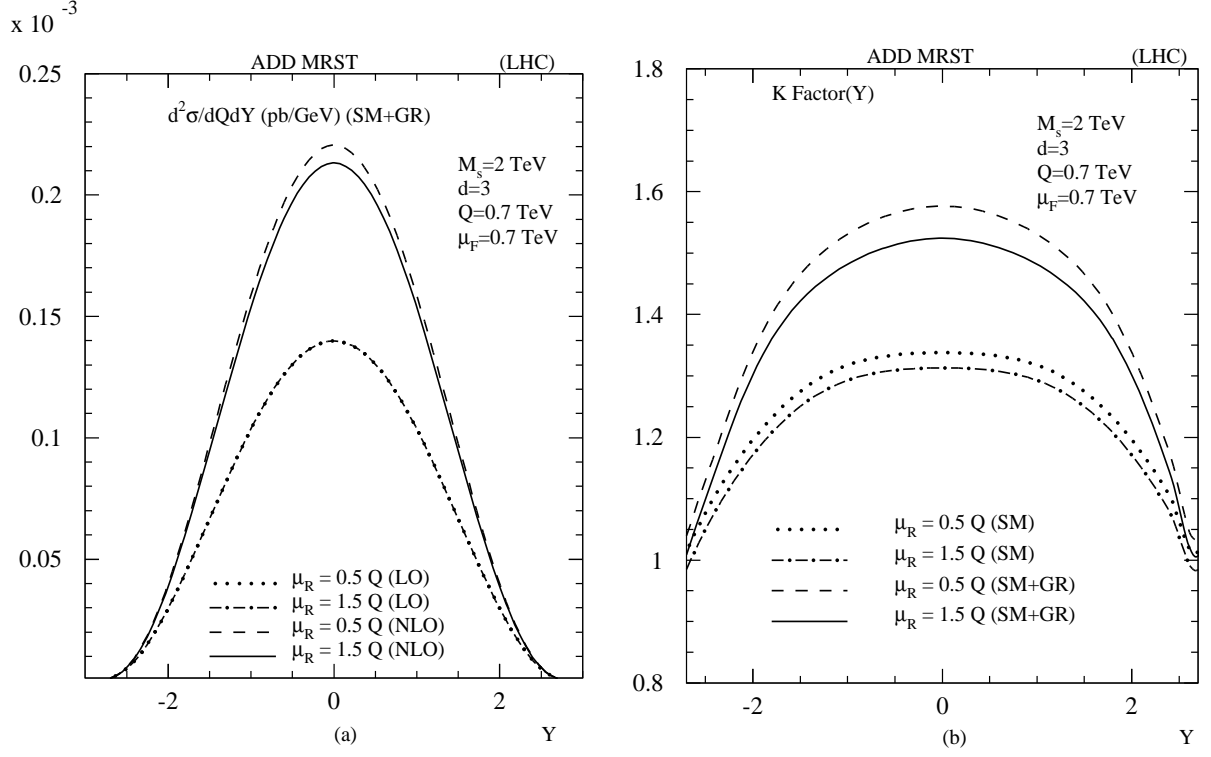 x 10 -3
ADD MRST (LHC)
0.25
0.2
0.15
0.1
0.05
d²σ/dQdY (pb/GeV) (SM+GR)
Mₛ=2 TeV
d=3
Q=0.7 TeV
μ_F=0.7 TeV
μ_R = 0.5 Q (LO)
μ_R = 1.5 Q (LO)
μ_R = 0.5 Q (NLO)
μ_R = 1.5 Q (NLO)
-2 0 2
(a) Y
ADD MRST (LHC)
1.8
1.6
1.4
1.2
1
0.8
K Factor(Y)
Mₛ=2 TeV
d=3
Q=0.7 TeV
μ_F=0.7 TeV
μ_R = 0.5 Q (SM)
μ_R = 1.5 Q (SM)
μ_R = 0.5 Q (SM+GR)
μ_R = 1.5 Q (SM+GR)
-2 0 2
(b) Y